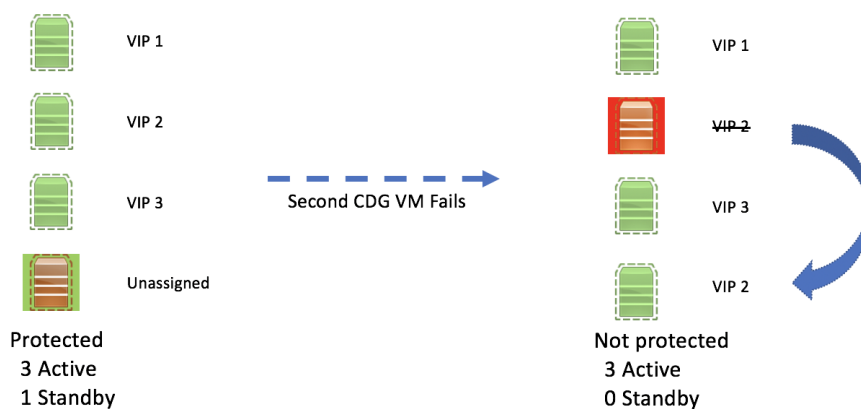 VIP 1
VIP 2
VIP 3
Unassigned
Protected
3 Active
1 Standby
Second CDG VM Fails
VIP 1
VIP 2
VIP 3
VIP 2
Not protected
3 Active
0 Standby